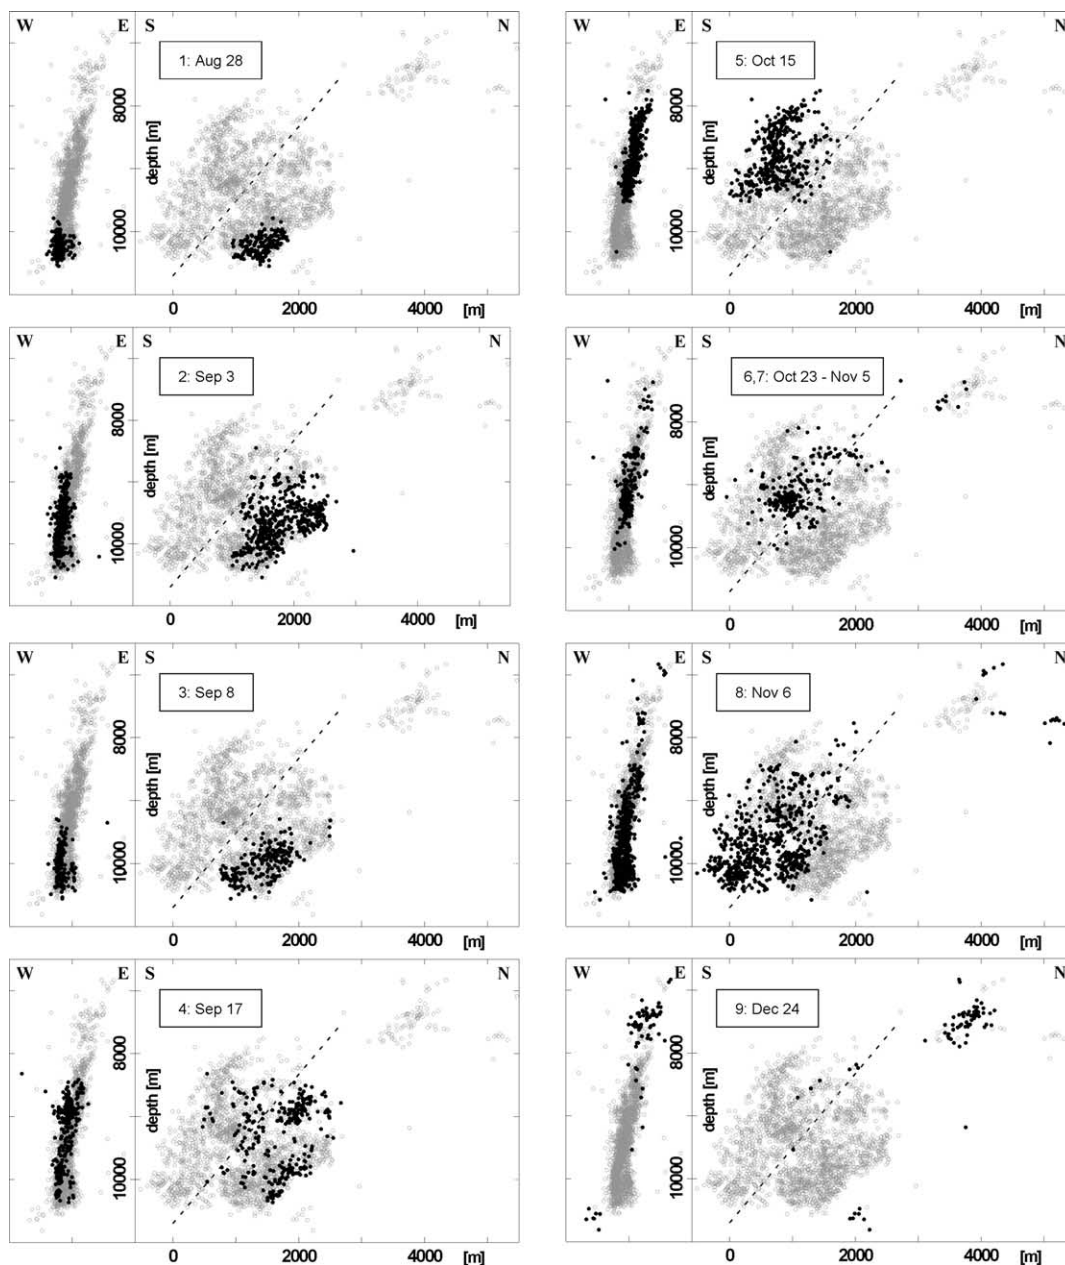 W E S N
1: Aug 28
depth [m]
8000
10000
0 2000 4000 [m]
W E S N
5: Oct 15
depth [m]
8000
10000
0 2000 4000 [m]
W E S N
2: Sep 3
depth [m]
8000
10000
0 2000 4000 [m]
W E S N
6,7: Oct 23 - Nov 5
depth [m]
8000
10000
0 2000 4000 [m]
W E S N
3: Sep 8
depth [m]
8000
10000
0 2000 4000 [m]
W E S N
8: Nov 6
depth [m]
8000
10000
0 2000 4000 [m]
W E S N
4: Sep 17
depth [m]
8000
10000
0 2000 4000 [m]
W E S N
9: Dec 24
depth [m]
8000
10000
0 2000 4000 [m]